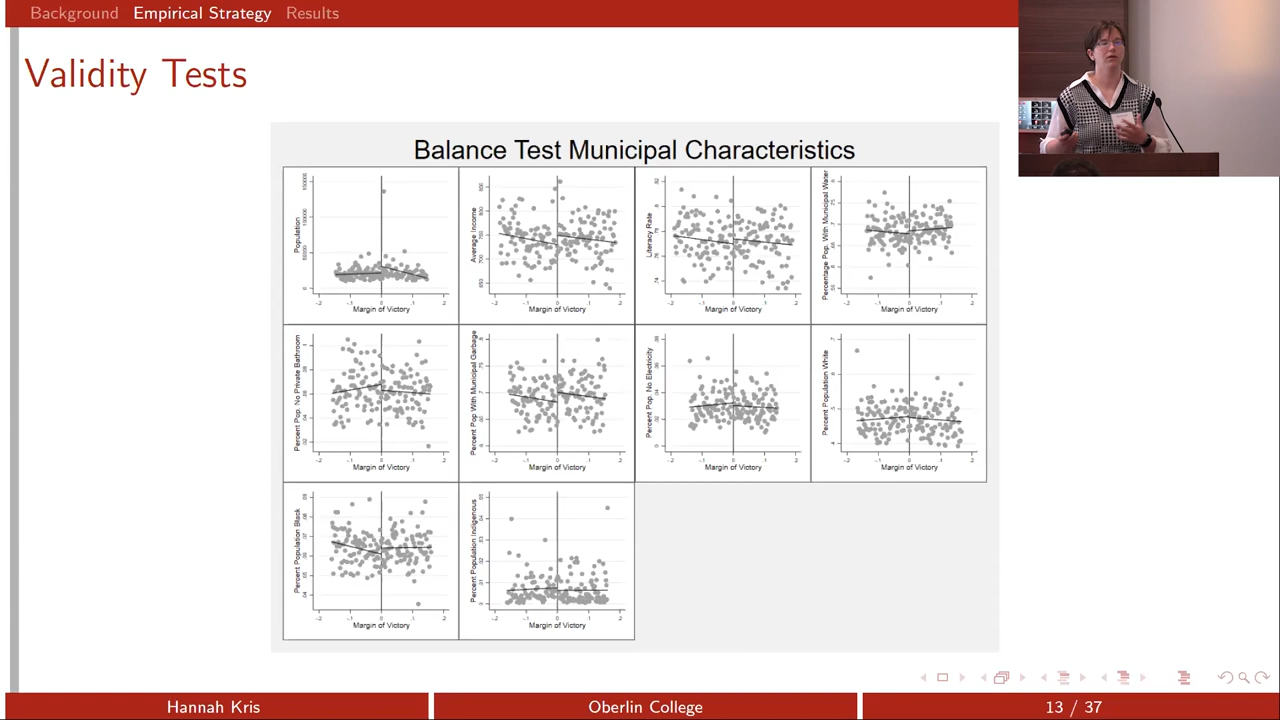 Background Empirical Strategy Results
Validity Tests
Balance Test Municipal Characteristics
Population
Margin of Victory
Average Income
Margin of Victory
Literacy Rate
Margin of Victory
Percentage Pop. With Municipal Water
Margin of Victory
Percent Pop. No Private Bathroom
Margin of Victory
Percent Pop With Municipal Garbage
Margin of Victory
Percent Pop. No Electricity
Margin of Victory
Percent Population White
Margin of Victory
Percent Population Black
Margin of Victory
Percent Population Indigenous
Margin of Victory
Hannah Kris
Oberlin College
13 / 37